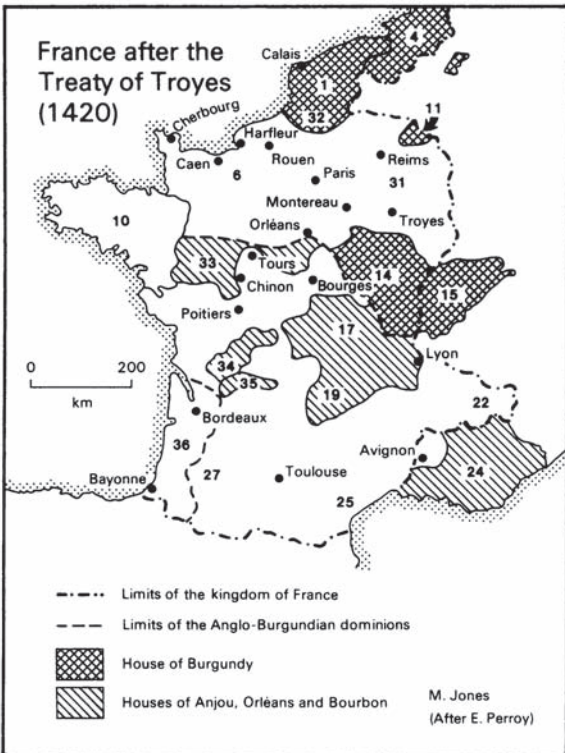 France after the
Treaty of Troyes
(1420)
4
Calais
1
11
32
Cherbourg
Harfleur
Caen
6
Rouen
Reims
Paris
31
Montereau
10
Troyes
Orléans
33
Tours
14
Chinon
Bourges
15
Poitiers
17
0 200
km
34
Lyon
35
19
22
Bordeaux
36
Avignon
24
27
Toulouse
Bayonne
25
Limits of the kingdom of France
Limits of the Anglo-Burgundian dominions
House of Burgundy
Houses of Anjou, Orléans and Bourbon
M. Jones
(After E. Perroy)